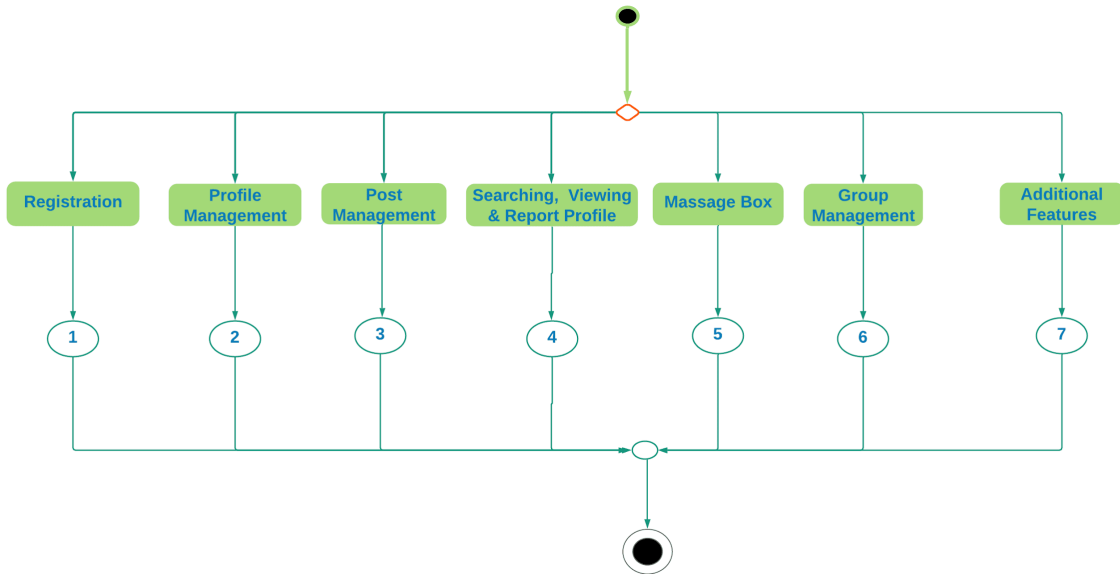 Registration
Profile
Management
Post
Management
Searching, Viewing
& Report Profile
Massage Box
Group
Management
Additional
Features
1
2
3
4
5
6
7